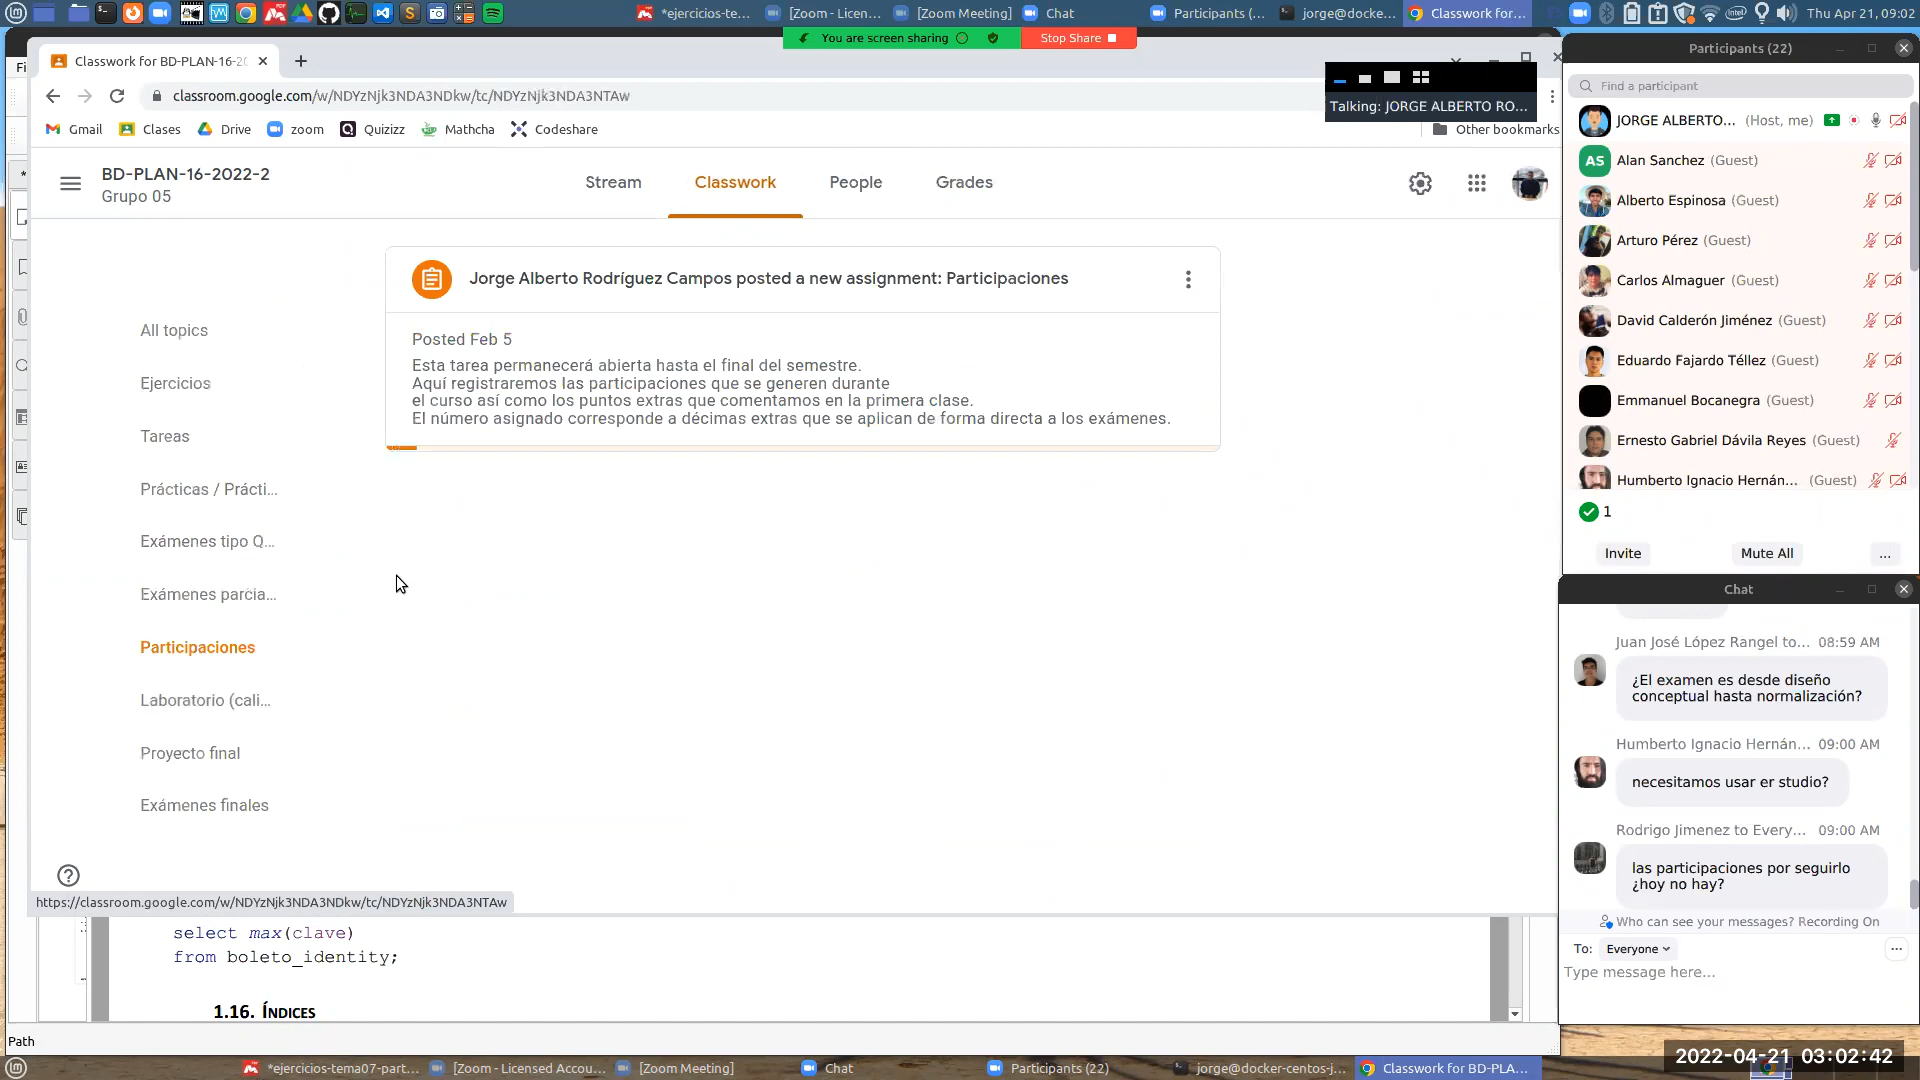 *ejercicios-te...
[Zoom - Licen...
[Zoom Meeting]
Chat
Participants (...
jorge@docke...
Classwork for...
Thu Apr 21, 09:02
You are screen sharing
Stop Share
Classwork for BD-PLAN-16-20
classroom.google.com/w/NDYzNjk3NDA3NDkw/tc/NDYzNjk3NDA3NTAw
Talking: JORGE ALBERTO RO...
Gmail
Clases
Drive
zoom
Quizizz
Mathcha
Codeshare
Other bookmarks
BD-PLAN-16-2022-2
Grupo 05
Stream
Classwork
People
Grades
All topics
Ejercicios
Tareas
Prácticas / Prácti...
Exámenes tipo Q...
Exámenes parcia...
Participaciones
Laboratorio (cali...
Proyecto final
Exámenes finales
Jorge Alberto Rodríguez Campos posted a new assignment: Participaciones
Posted Feb 5
Esta tarea permanecerá abierta hasta el final del semestre.
Aquí registraremos las participaciones que se generen durante
el curso así como los puntos extras que comentamos en la primera clase.
El número asignado corresponde a décimas extras que se aplican de forma directa a los exámenes.
https://classroom.google.com/w/NDYzNjk3NDA3NDkw/tc/NDYzNjk3NDA3NTAw
select max(clave)
from boleto_identity;
1.16. ÍNDICES
Path
Participants (22)
Find a participant
JORGE ALBERTO... (Host, me)
AS Alan Sanchez (Guest)
Alberto Espinosa (Guest)
Arturo Pérez (Guest)
Carlos Almaguer (Guest)
David Calderón Jiménez (Guest)
Eduardo Fajardo Téllez (Guest)
Emmanuel Bocanegra (Guest)
Ernesto Gabriel Dávila Reyes (Guest)
Humberto Ignacio Hernán... (Guest)
1
Invite
Mute All
...
Chat
Juan José López Rangel to... 08:59 AM
¿El examen es desde diseño
conceptual hasta normalización?
Humberto Ignacio Hernán... 09:00 AM
necesitamos usar er studio?
Rodrigo Jimenez to Every... 09:00 AM
las participaciones por seguirlo
¿hoy no hay?
Who can see your messages? Recording On
To: Everyone
Type message here...
*ejercicios-tema07-part...
[Zoom - Licensed Accou...
[Zoom Meeting]
Chat
Participants (22)
jorge@docker-centos-j...
Classwork for BD-PLA...
2022-04-21 03:02:42